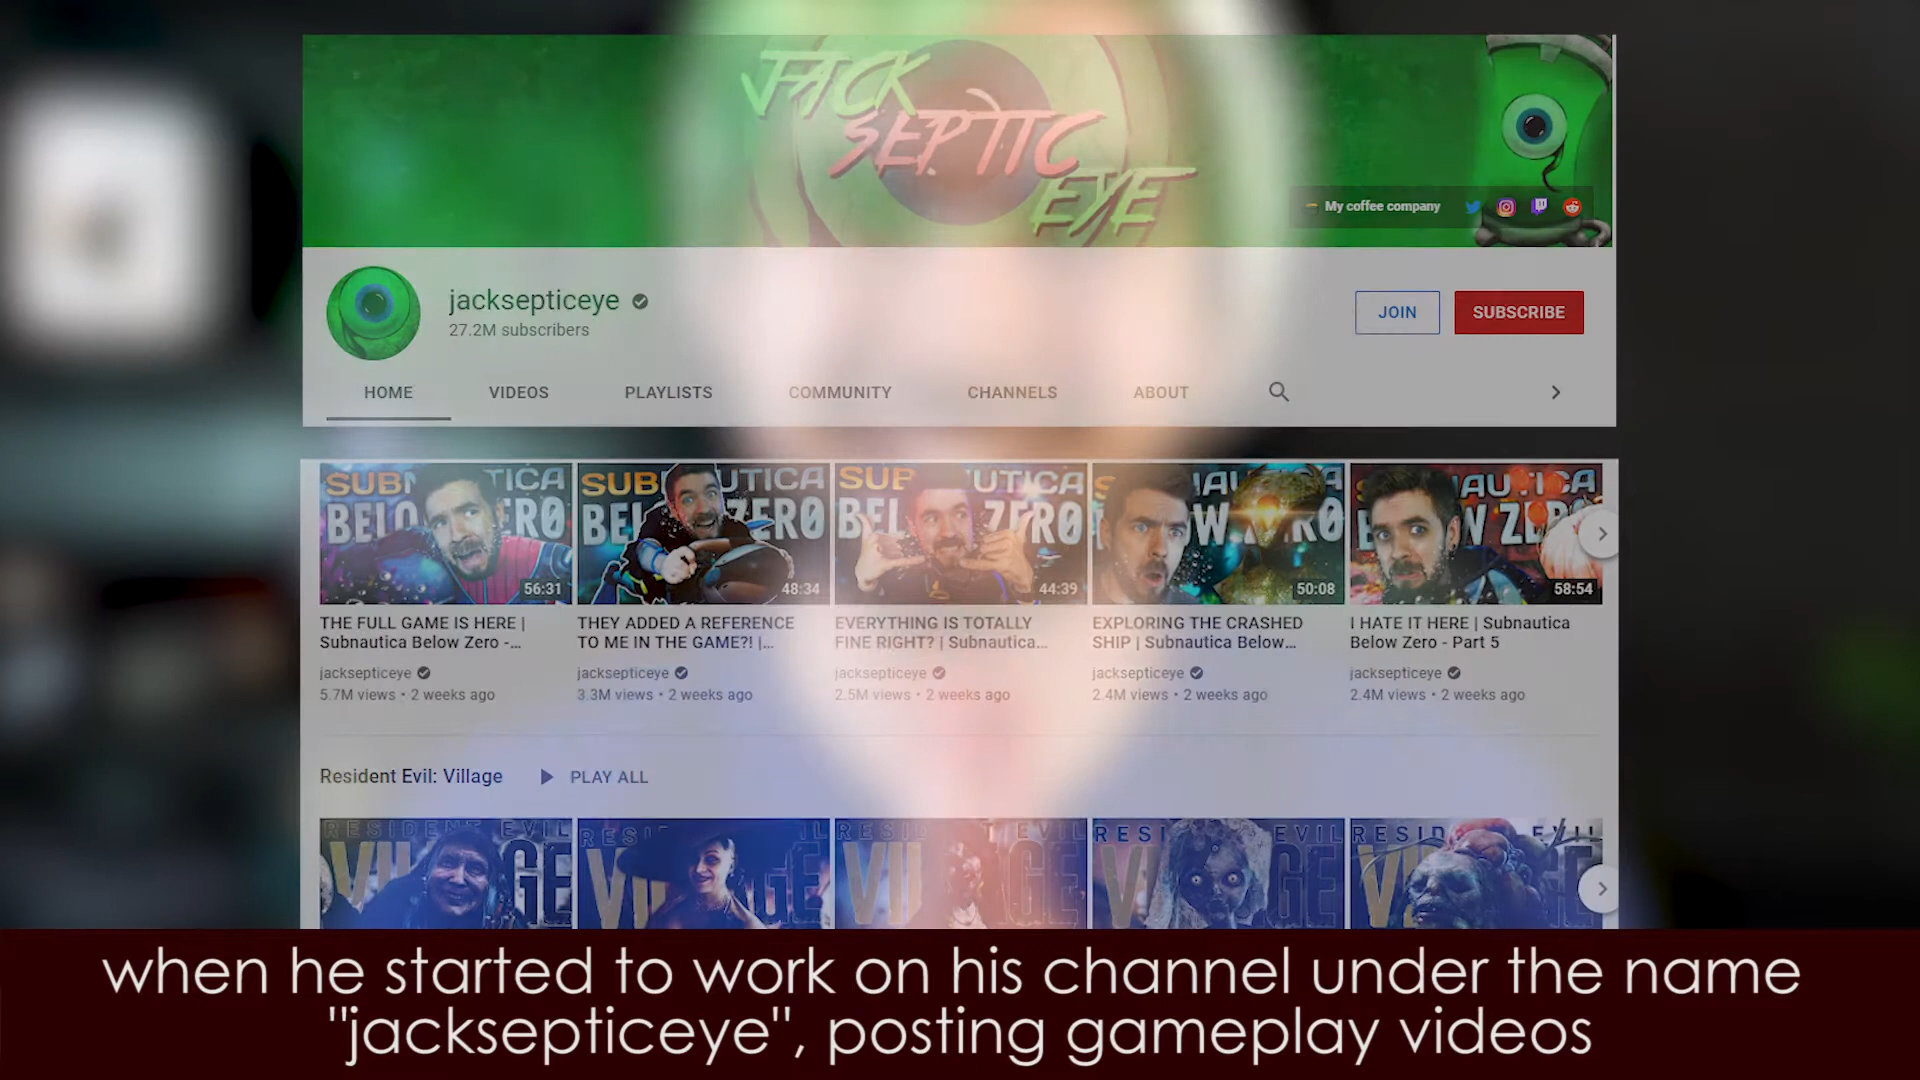 JACK
SEPTIC
EYE
My coffee company
jacksepticeye
27.2M subscribers
JOIN
SUBSCRIBE
HOME VIDEOS PLAYLISTS COMMUNITY CHANNELS ABOUT
56:31 48:34 44:39 50:08 58:54
THE FULL GAME IS HERE |
Subnautica Below Zero -...
jacksepticeye
5.7M views • 2 weeks ago
THEY ADDED A REFERENCE
TO ME IN THE GAME?! |...
jacksepticeye
3.3M views • 2 weeks ago
EVERYTHING IS TOTALLY
FINE RIGHT? | Subnautica...
jacksepticeye
2.5M views • 2 weeks ago
EXPLORING THE CRASHED
SHIP | Subnautica Below...
jacksepticeye
2.4M views • 2 weeks ago
I HATE IT HERE | Subnautica
Below Zero - Part 5
jacksepticeye
2.4M views • 2 weeks ago
Resident Evil: Village PLAY ALL
when he started to work on his channel under the name
"jacksepticeye", posting gameplay videos